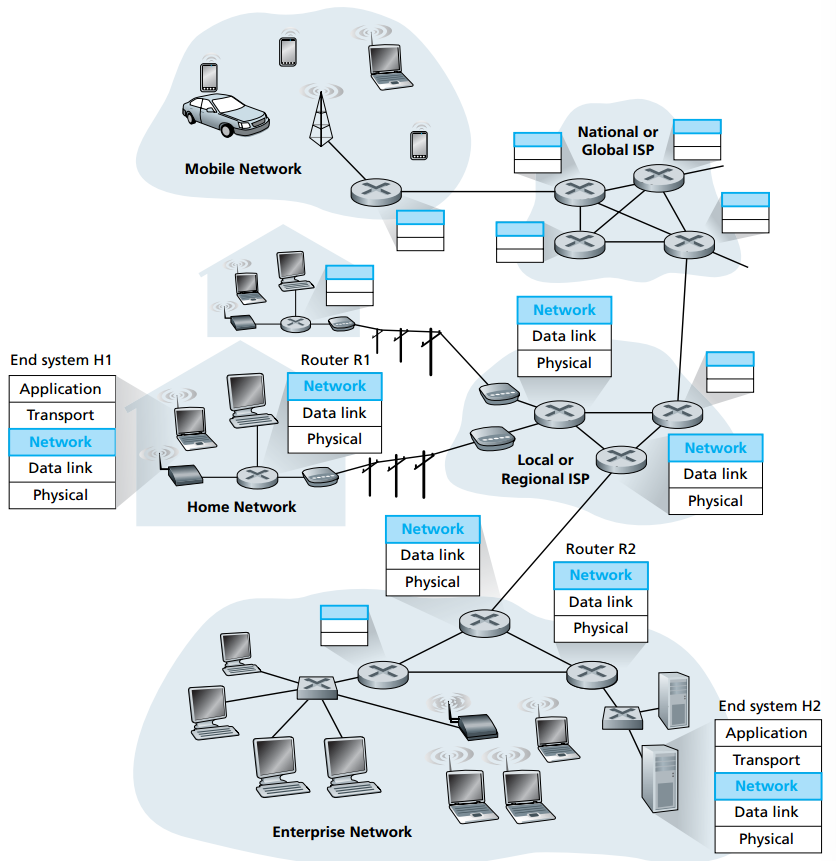 Mobile Network
National or
Global ISP
Network
Data link
Physical
End system H1
Application
Transport
Network
Data link
Physical
Router R1
Network
Data link
Physical
Home Network
Local or
Regional ISP
Network
Data link
Physical
Network
Data link
Physical
Router R2
Network
Data link
Physical
End system H2
Application
Transport
Network
Data link
Physical
Enterprise Network